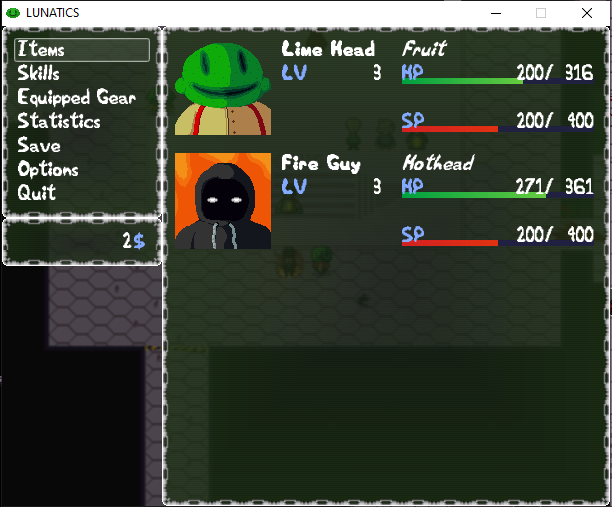 LUNATICS
Items
Skills
Equipped Gear
Statistics
Save
Options
Quit
2$
Lime Head Fruit
LV 3 HP 200/ 316
SP 200/ 400
Fire Guy Hothead
LV 3 HP 271/ 361
SP 200/ 400